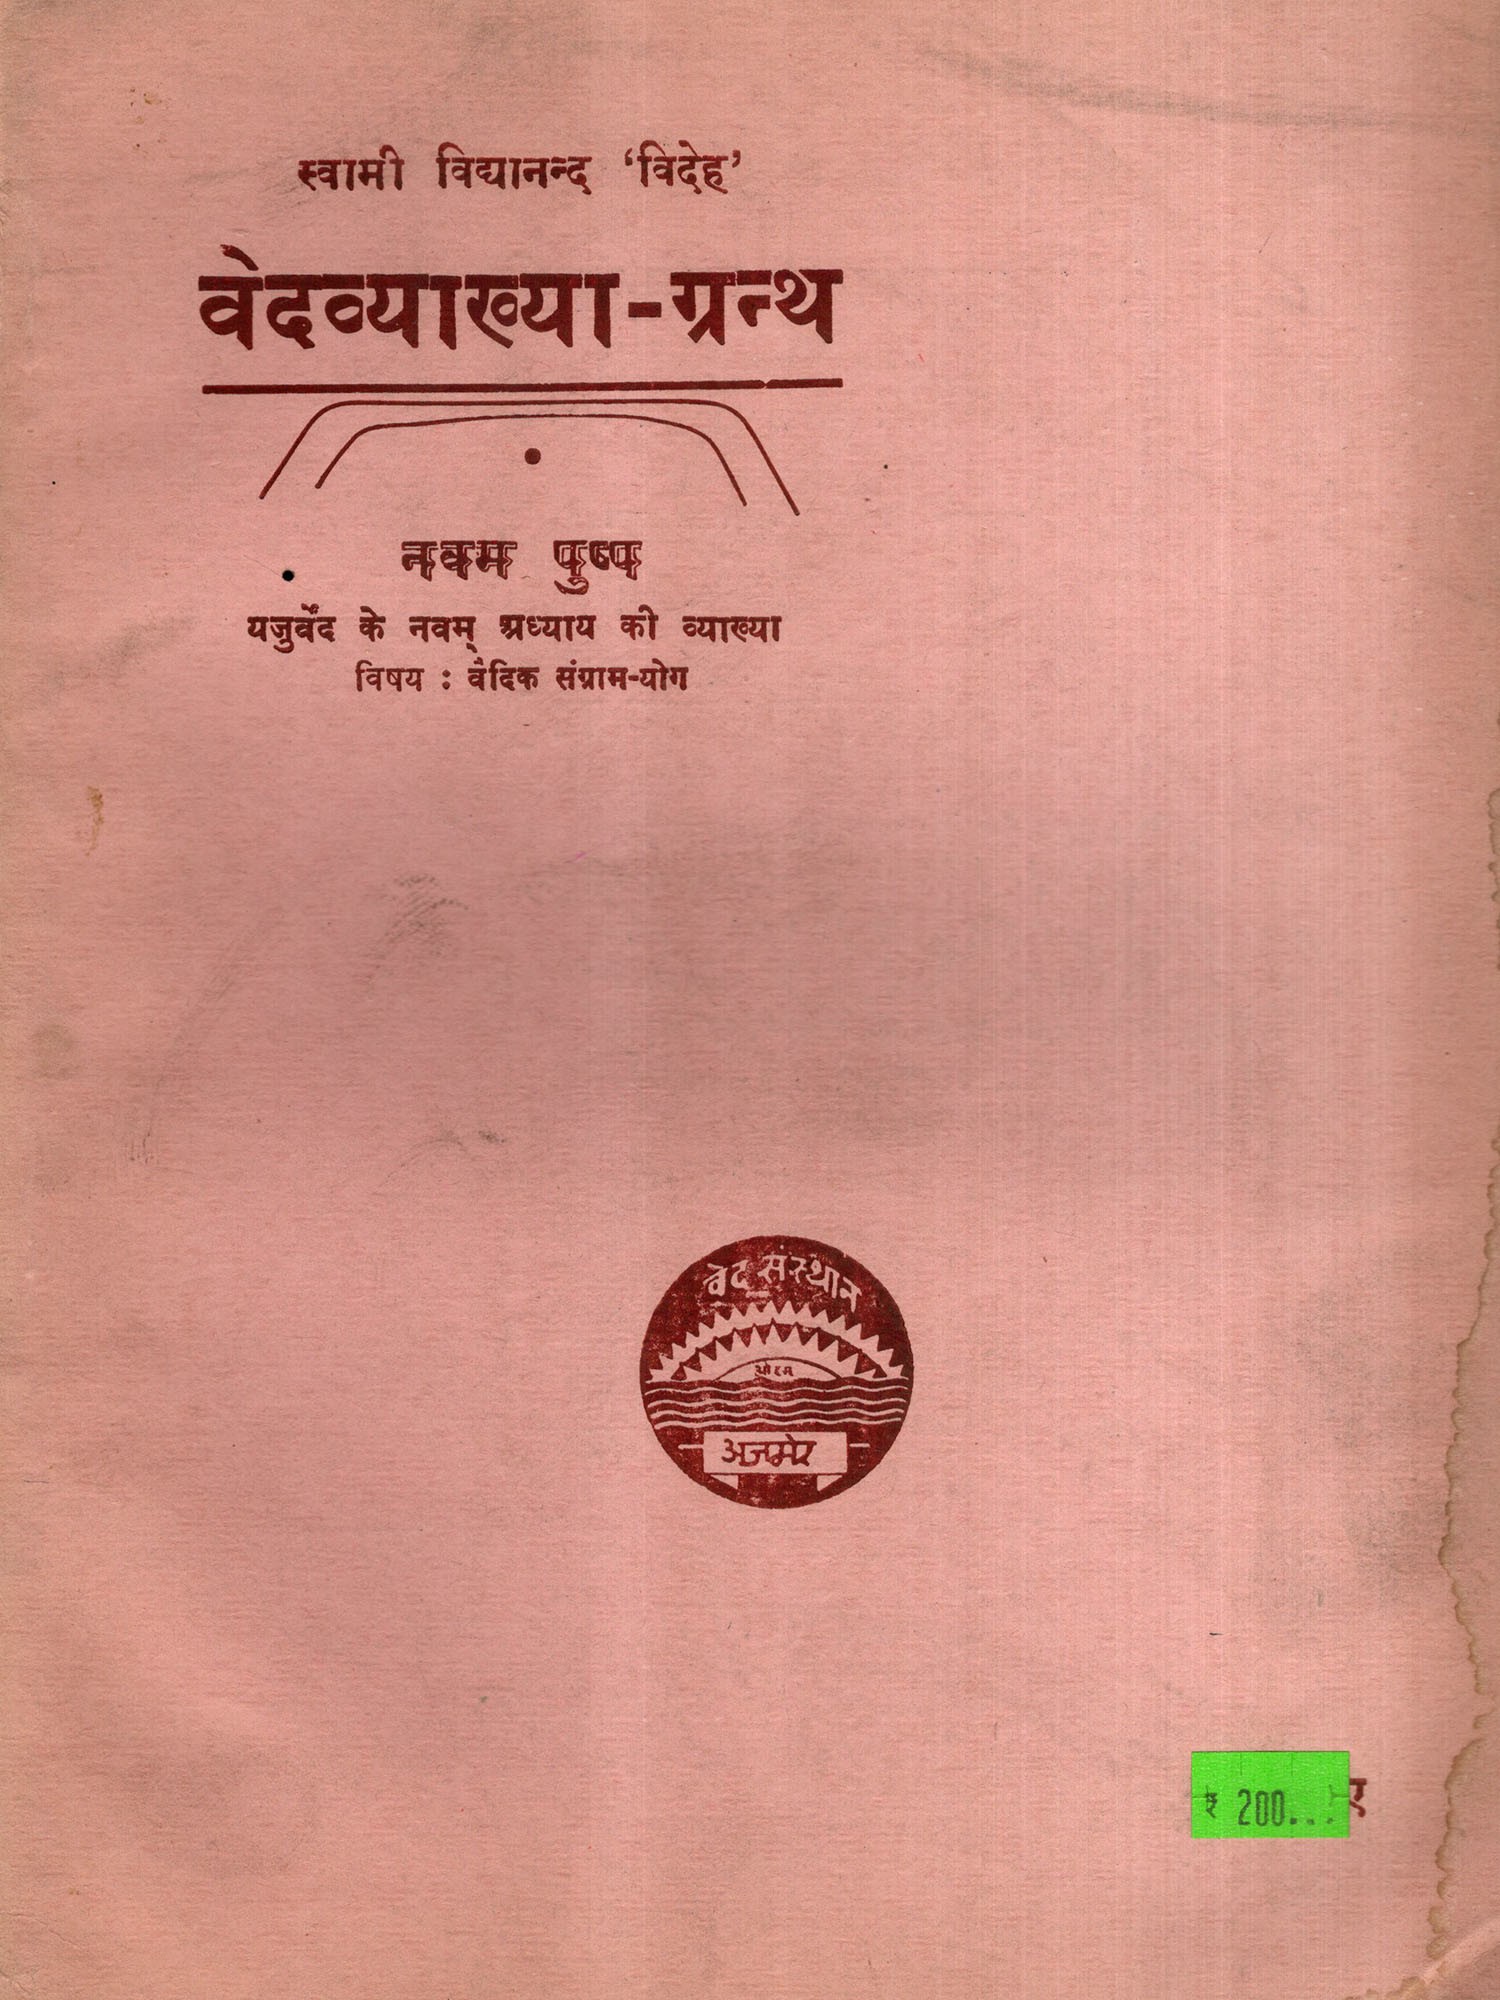 स्वामी विद्यानन्द ‘विदेह’
वेदव्याख्या-ग्रन्थ
नवम पुष्प
यजुर्वेद के नवम् अध्याय की व्याख्या
विषय : वैदिक संग्राम-योग
वेद संस्थान
ओ३म्
अजमेर
₹ 200...